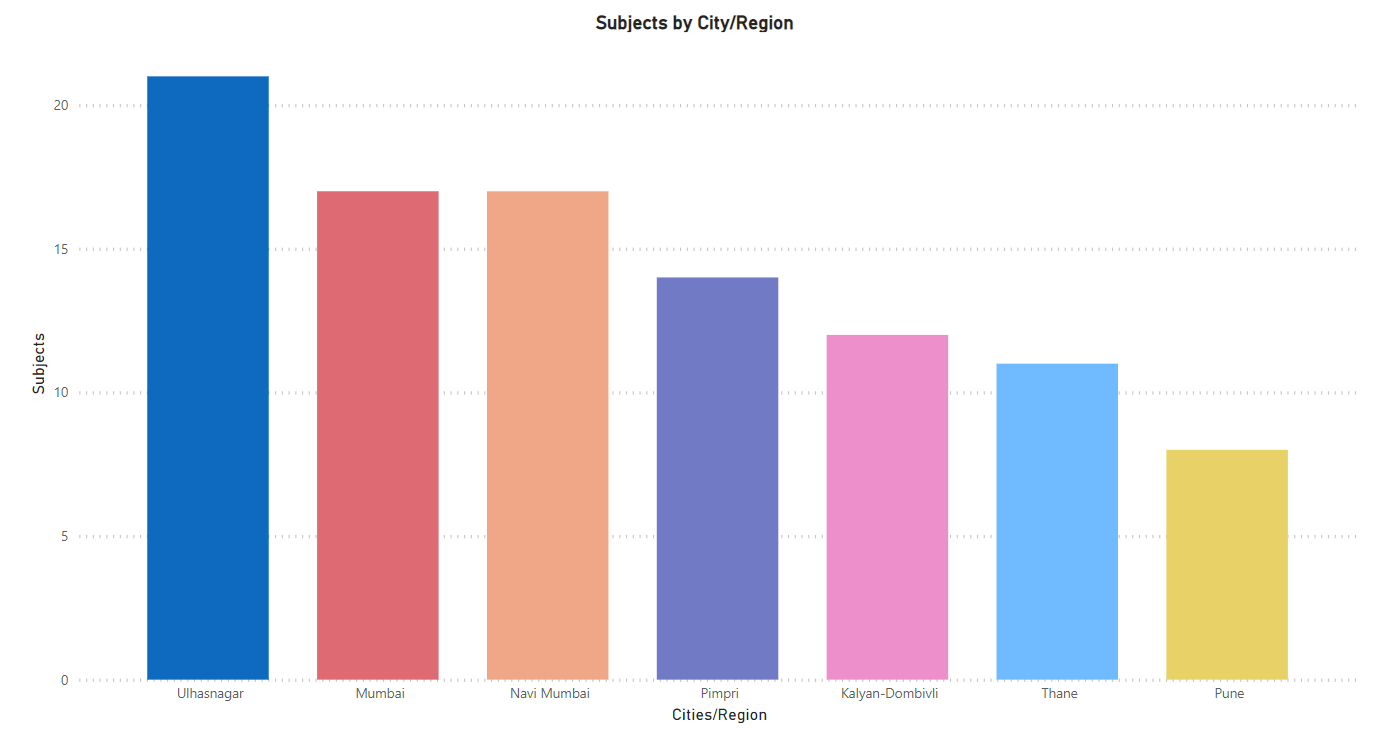 Subjects by City/Region
20
15
10
5
0
Subjects
Ulhasnagar Mumbai Navi Mumbai Pimpri Kalyan-Dombivli Thane Pune
Cities/Region